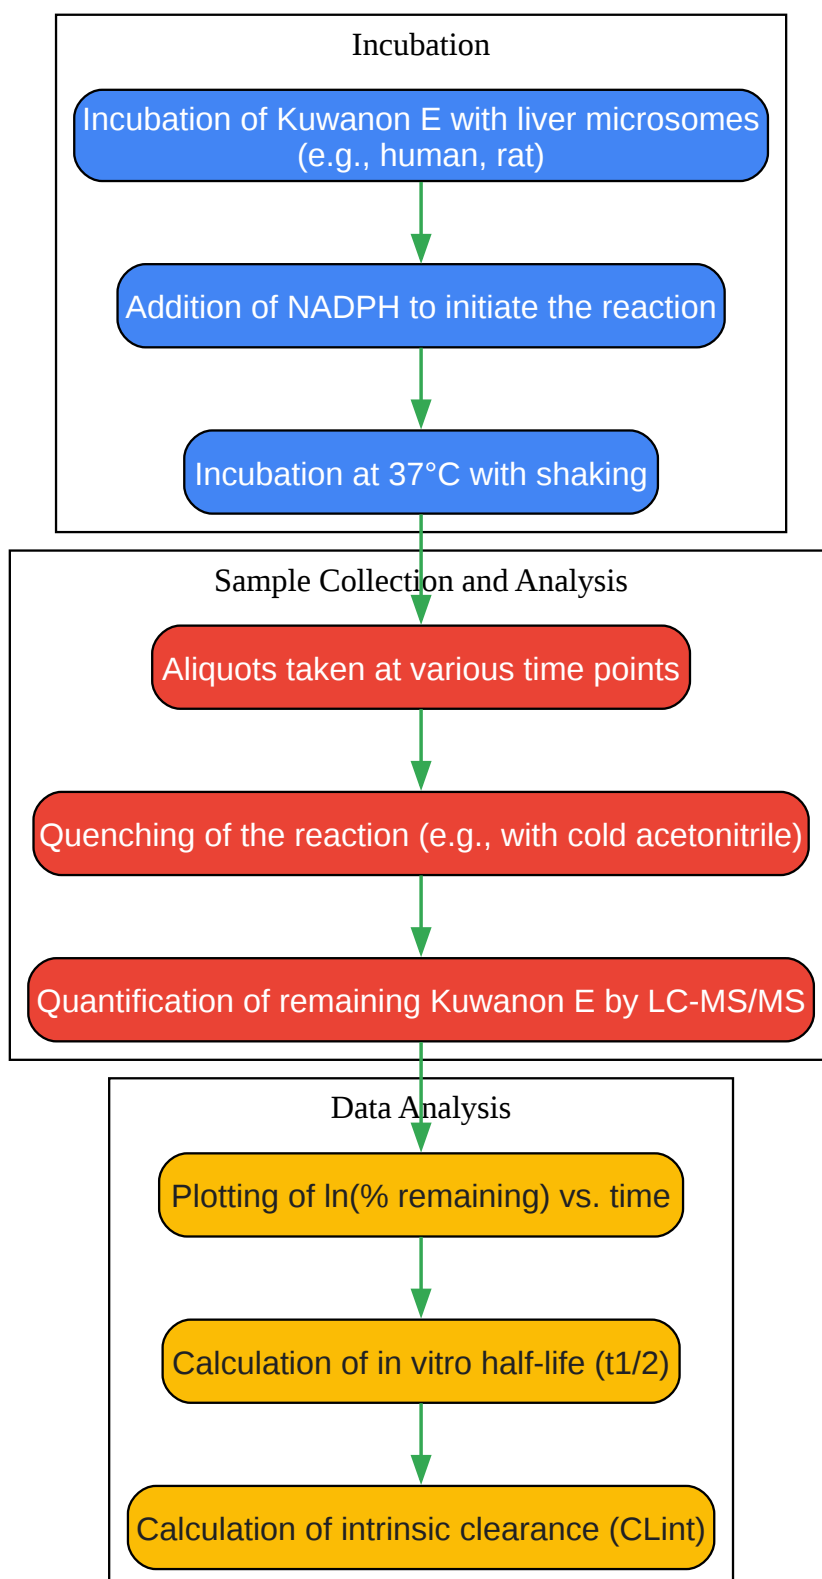 Incubation
Incubation of Kuwanon E with liver microsomes
(e.g., human, rat)
Addition of NADPH to initiate the reaction
Incubation at 37°C with shaking
Sample Collection and Analysis
Aliquots taken at various time points
Quenching of the reaction (e.g., with cold acetonitrile)
Quantification of remaining Kuwanon E by LC-MS/MS
Data Analysis
Plotting of ln(% remaining) vs. time
Calculation of in vitro half-life (t1/2)
Calculation of intrinsic clearance (CLint)